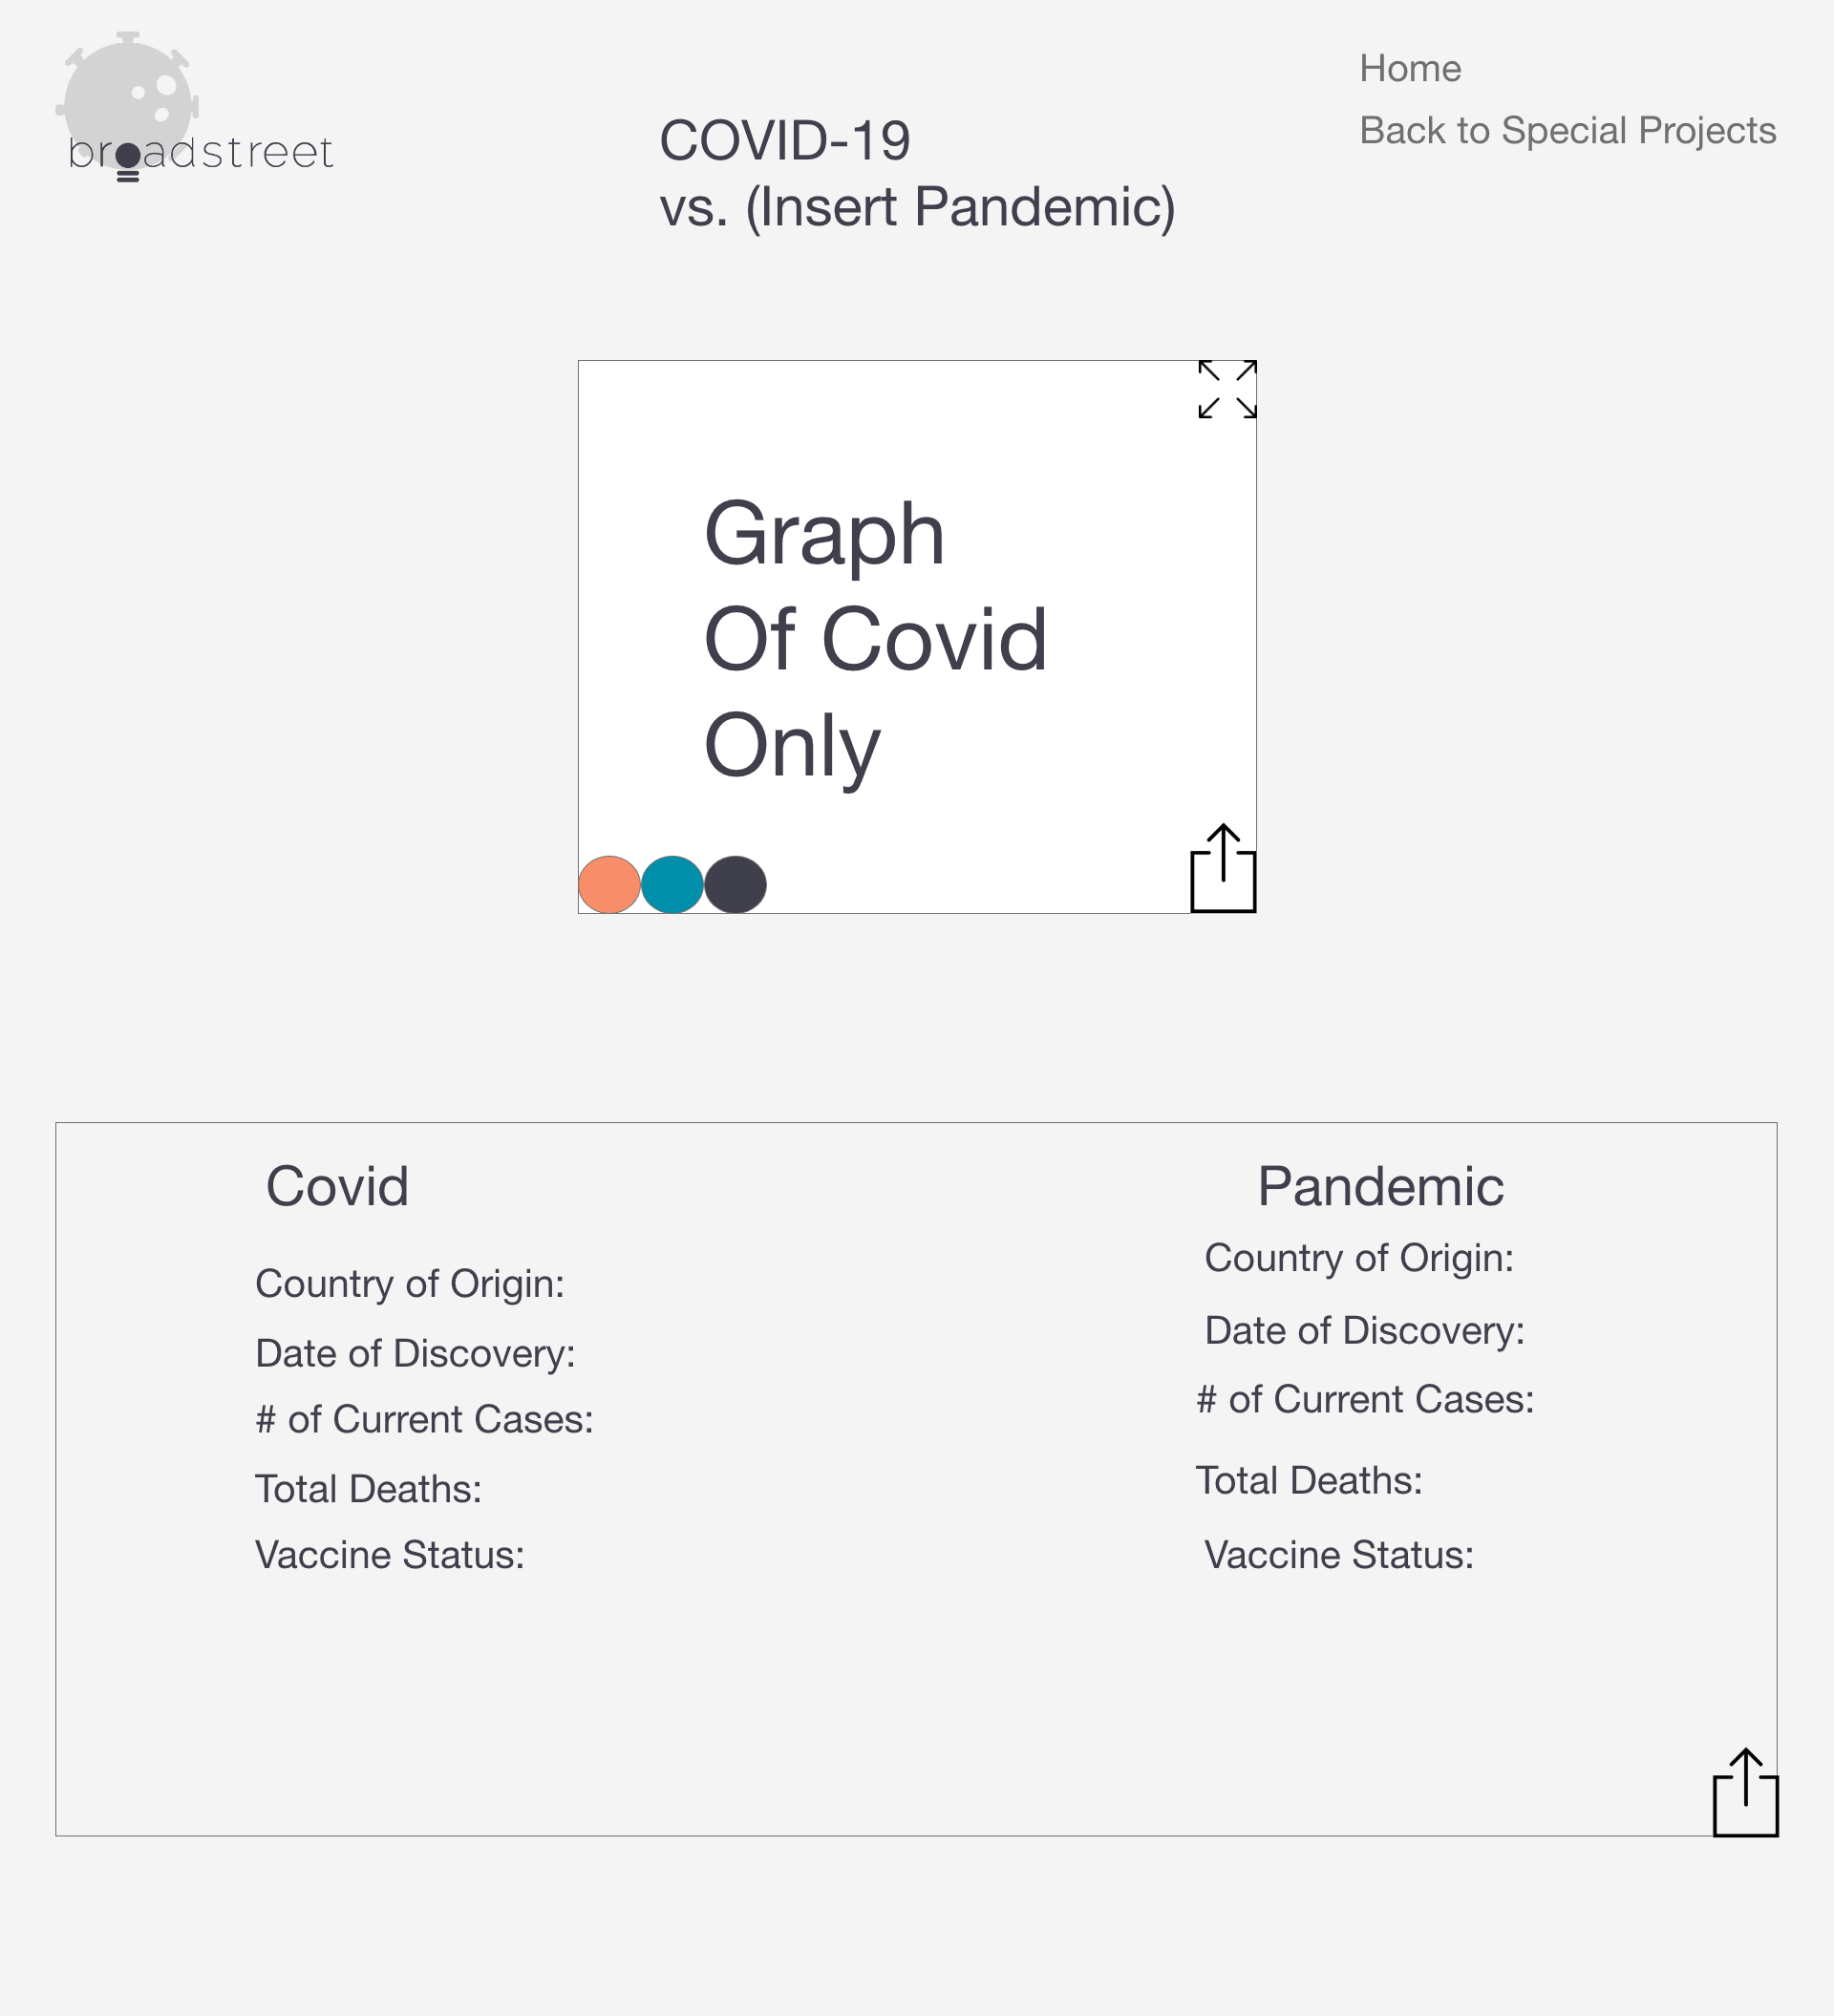 broadstreet
Home
Back to Special Projects
COVID-19
vs. (Insert Pandemic)
Graph
Of Covid
Only
Covid
Country of Origin:
Date of Discovery:
# of Current Cases:
Total Deaths:
Vaccine Status:
Pandemic
Country of Origin:
Date of Discovery:
# of Current Cases:
Total Deaths:
Vaccine Status: